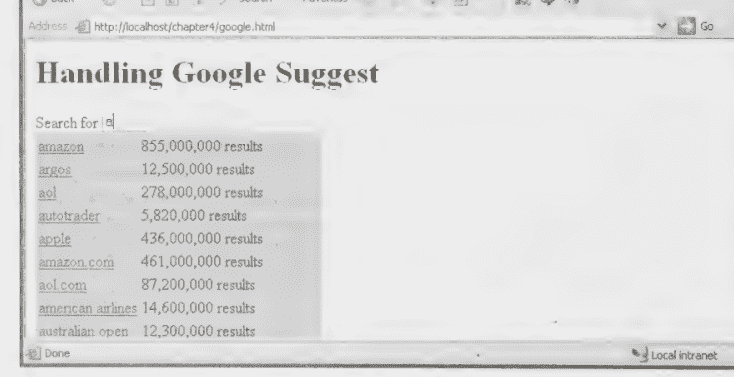 Address http://localhost/chapter4/google.html Go
Handling Google Suggest
Search for a
amazon 855,000,000 results
argos 12,500,000 results
aol 278,000,000 results
autotrader 5,820,000 results
apple 436,000,000 results
amazon.com 461,000,000 results
aol.com 87,200,000 results
american airlines 14,600,000 results
australian open 12,300,000 results
Done Local intranet